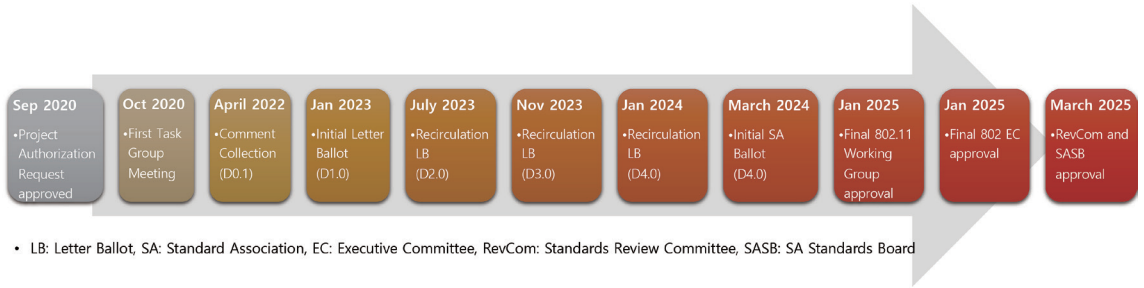 Sep 2020
•Project
Authorization
Request
approved
Oct 2020
•First Task
Group
Meeting
April 2022
•Comment
Collection
(D0.1)
Jan 2023
•Initial Letter
Ballot
(D1.0)
July 2023
•Recirculation
LB
(D2.0)
Nov 2023
•Recirculation
LB
(D3.0)
Jan 2024
•Recirculation
LB
(D4.0)
March 2024
•Initial SA
Ballot
(D4.0)
Jan 2025
•Final 802.11
Working
Group
approval
Jan 2025
•Final 802 EC
approval
March 2025
•RevCom and
SASB
approval
• LB: Letter Ballot, SA: Standard Association, EC: Executive Committee, RevCom: Standards Review Committee, SASB: SA Standards Board